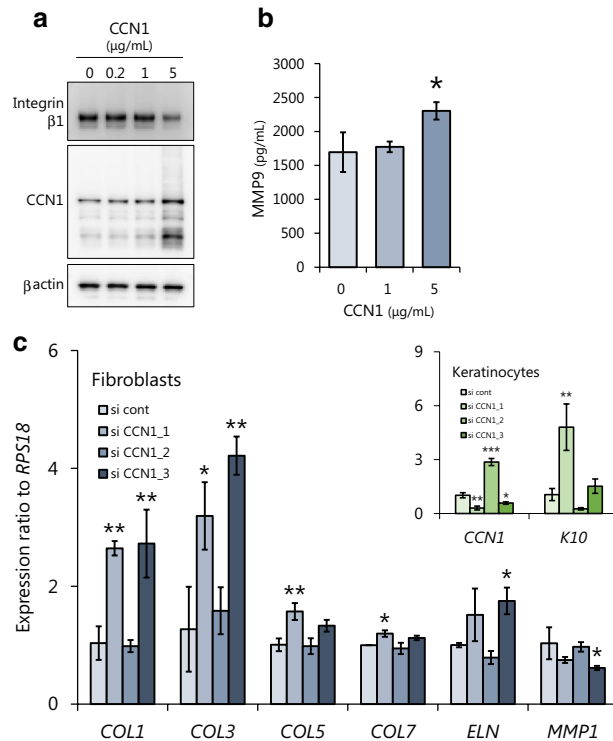 a
CCN1
(μg/mL)
0 0.2 1 5
Integrin
β1
CCN1
βactin
b
MMP9 (pg/mL)
3000
2500
2000
1500
1000
500
0
*
0 1 5
CCN1 (μg/mL)
c
Expression ratio to RPS18
6
4
2
0
Fibroblasts
si cont
si CCN1_1
si CCN1_2
si CCN1_3
** **
* **
**
*
*
*
COL1 COL3 COL5 COL7 ELN MMP1
9
6
3
0
Keratinocytes
si cont
si CCN1_1
si CCN1_2
si CCN1_3
** *** *
**
CCN1 K10